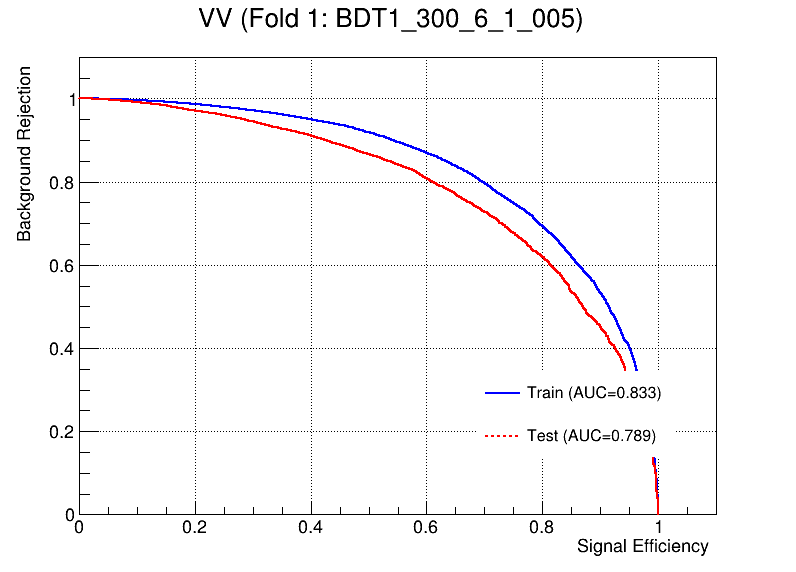 VV (Fold 1: BDT1_300_6_1_005)
Background Rejection
1
0.8
0.6
0.4
0.2
0
Train (AUC=0.833)
Test (AUC=0.789)
0 0.2 0.4 0.6 0.8 1
Signal Efficiency